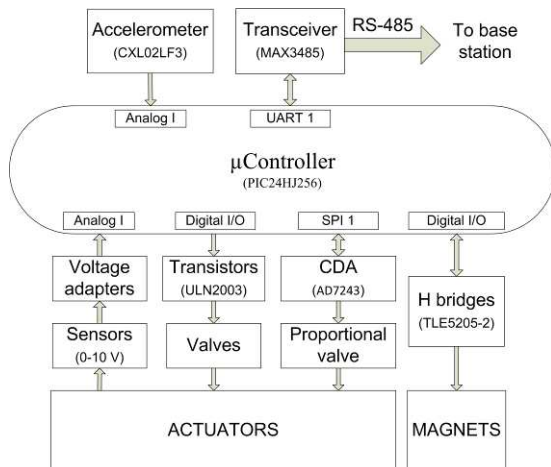 Accelerometer
(CXL02LF3)
Transceiver
(MAX3485)
RS-485
To base
station
Analog I
UART 1
µController
(PIC24HJ256)
Analog I
Digital I/O
SPI 1
Digital I/O
Voltage
adapters
Transistors
(ULN2003)
CDA
(AD7243)
H bridges
(TLE5205-2)
Sensors
(0-10 V)
Valves
Proportional
valve
ACTUATORS
MAGNETS